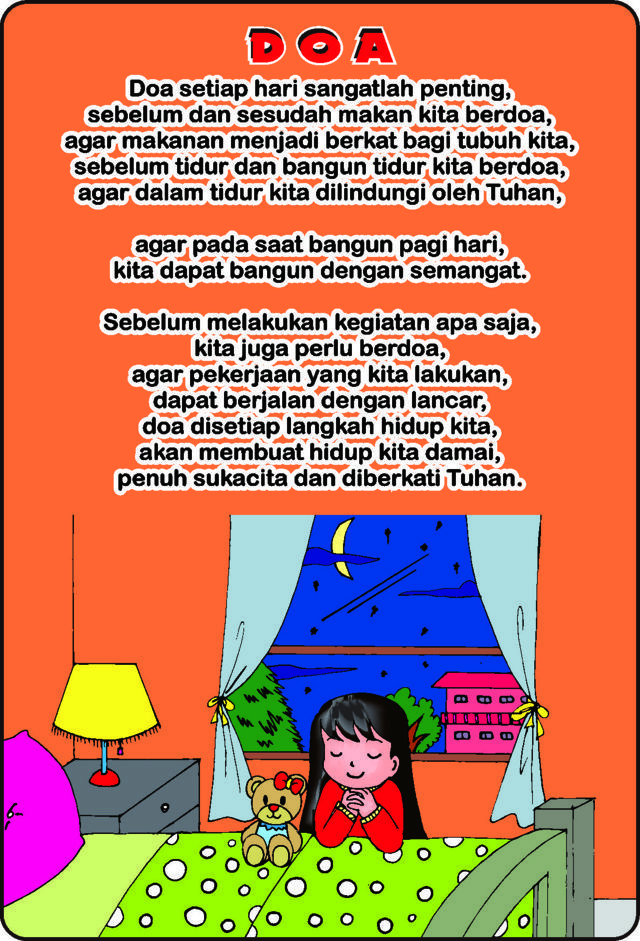 DOA
Doa setiap hari sangatlah penting,
sebelum dan sesudah makan kita berdoa,
agar makanan menjadi berkat bagi tubuh kita,
sebelum tidur dan bangun tidur kita berdoa,
agar dalam tidur kita dilindungi oleh Tuhan,
agar pada saat bangun pagi hari,
kita dapat bangun dengan semangat.
Sebelum melakukan kegiatan apa saja,
kita juga perlu berdoa,
agar pekerjaan yang kita lakukan,
dapat berjalan dengan lancar,
doa disetiap langkah hidup kita,
akan membuat hidup kita damai,
penuh sukacita dan diberkati Tuhan.